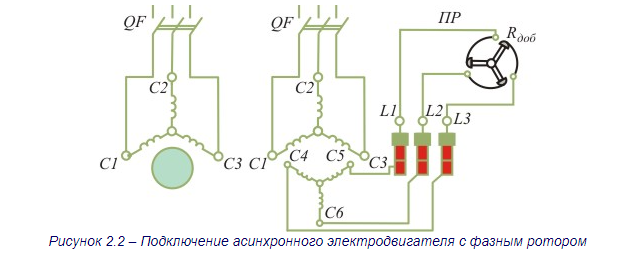 QF
QF
ПР
Rдоб
C2
C2
L1
L2
L3
C1
C3
C1
C4
C5
C3
C6
Рисунок 2.2 – Подключение асинхронного электродвигателя с фазным ротором